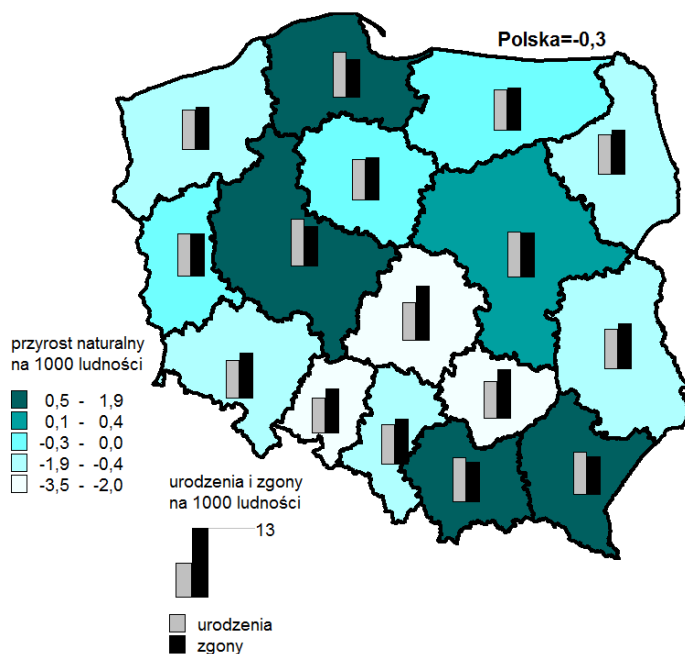 Polska=-0,3
przyrost naturalny
na 1000 ludności
0,5 - 1,9
0,1 - 0,4
-0,3 - 0,0
-1,9 - -0,4
-3,5 - -2,0
urodzenia i zgony
na 1000 ludności
13
urodzenia
zgony